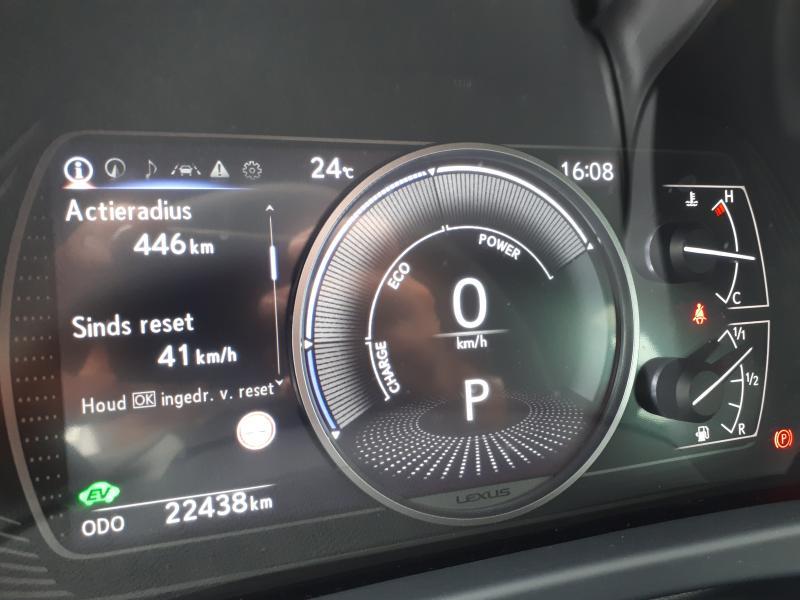 24°C
16:08
Actieradius
446 km
Sinds reset
41 km/h
Houd OK ingedr. v. reset
EV
ODO 22438 km
CHARGE
ECO
POWER
0
km/h
P
LEXUS
H
C
1/1
1/2
R
P